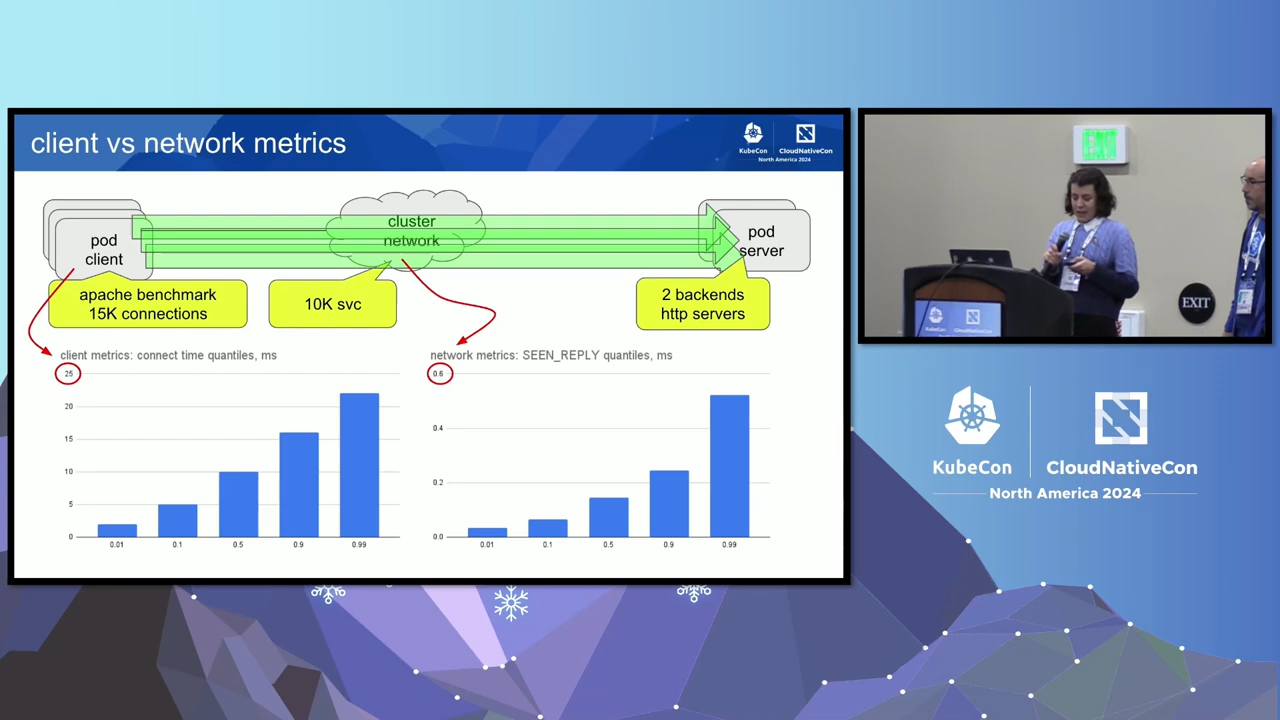 client vs network metrics
KubeCon
CloudNativeCon
North America 2024
pod
client
cluster
network
pod
server
apache benchmark
15K connections
10K svc
2 backends
http servers
client metrics: connect time quantiles, ms
25
20
15
10
5
0
0.01
0.1
0.5
0.9
0.99
network metrics: SEEN_REPLY quantiles, ms
0.6
0.4
0.2
0.0
0.01
0.1
0.5
0.9
0.99
EXIT
EXIT
KubeCon
CloudNativeCon
North America 2024